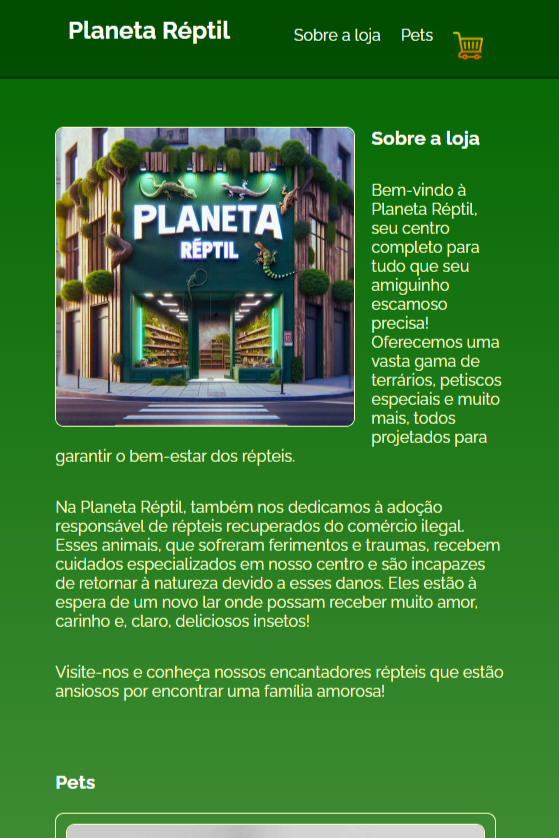 Planeta Réptil
Sobre a loja
Pets
PLANETA
RÉPTIL
Sobre a loja
Bem-vindo à
Planeta Réptil,
seu centro
completo para
tudo que seu
amiguinho
escamoso
precisa!
Oferecemos uma
vasta gama de
terrários, petiscos
especiais e muito
mais, todos
projetados para
garantir o bem-estar dos répteis.
Na Planeta Réptil, também nos dedicamos à adoção
responsável de répteis recuperados do comércio ilegal.
Esses animais, que sofreram ferimentos e traumas, recebem
cuidados especializados em nosso centro e são incapazes
de retornar à natureza devido a esses danos. Eles estão à
espera de um novo lar onde possam receber muito amor,
carinho e, claro, deliciosos insetos!
Visite-nos e conheça nossos encantadores répteis que estão
ansiosos por encontrar uma família amorosa!
Pets